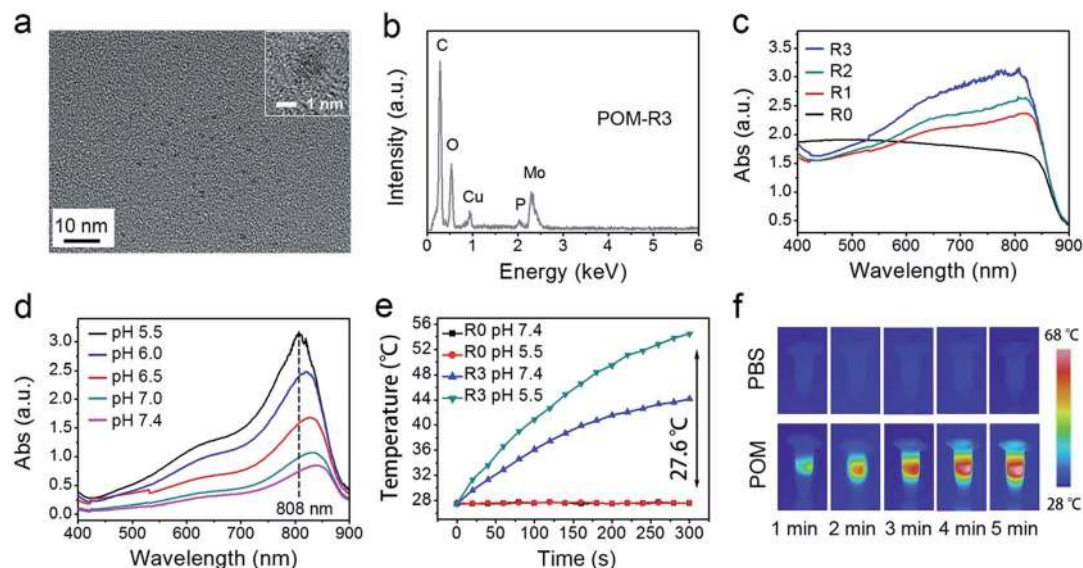 a
1 nm
10 nm
b
Intensity (a.u.)
C
O
Cu
P
Mo
POM-R3
0 1 2 3 4 5 6
Energy (keV)
c
Abs (a.u.)
3.5
3.0
2.5
2.0
1.5
1.0
0.5
R3
R2
R1
R0
400 500 600 700 800 900
Wavelength (nm)
d
Abs (a.u.)
3.0
2.5
2.0
1.5
1.0
0.5
0.0
pH 5.5
pH 6.0
pH 6.5
pH 7.0
pH 7.4
808 nm
400 500 600 700 800 900
Wavelength (nm)
e
Temperature (℃)
56
52
48
44
40
36
32
28
R0 pH 7.4
R0 pH 5.5
R3 pH 7.4
R3 pH 5.5
27.6 ℃
0 50 100 150 200 250 300
Time (s)
f
PBS
POM
68 ℃
28 ℃
1 min 2 min 3 min 4 min 5 min